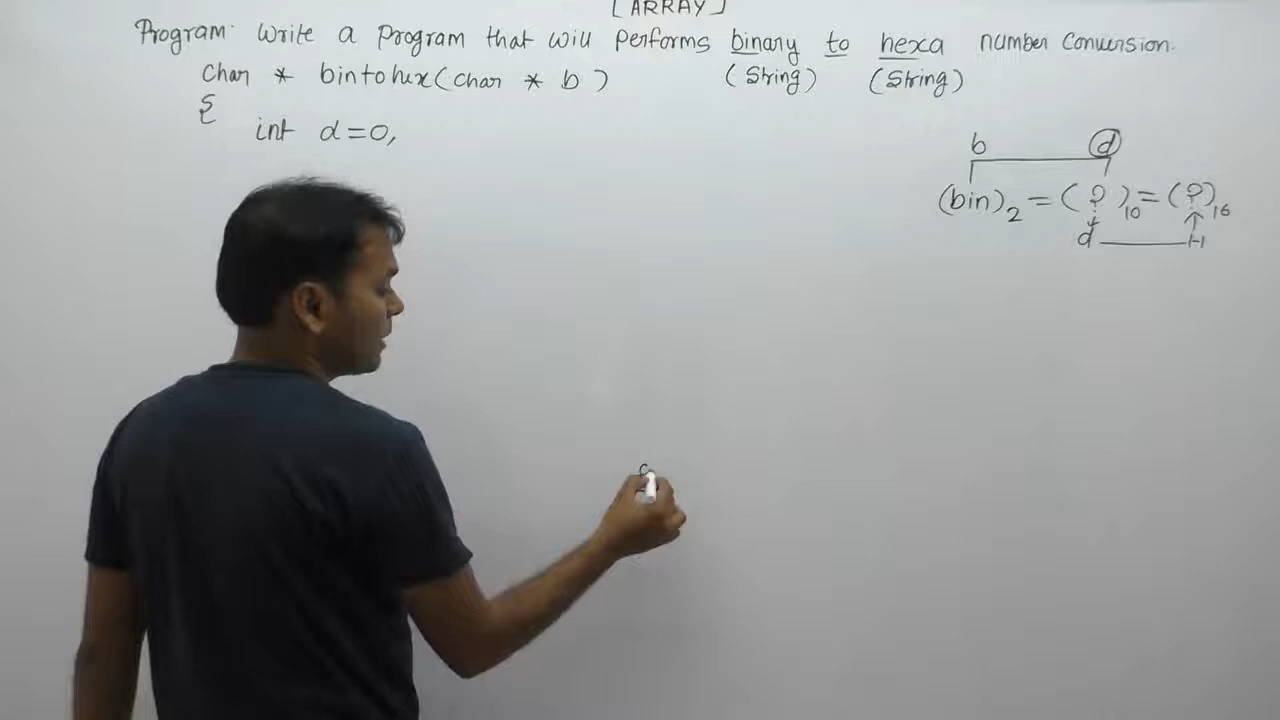 [ARRAY]
Program: Write a program that will performs binary to hexa number Conversion.
Char * bintohex(char * b) (String) (String)
{
int d=0,
b d
(bin)2 = ( ? )10 = (?)16
d H